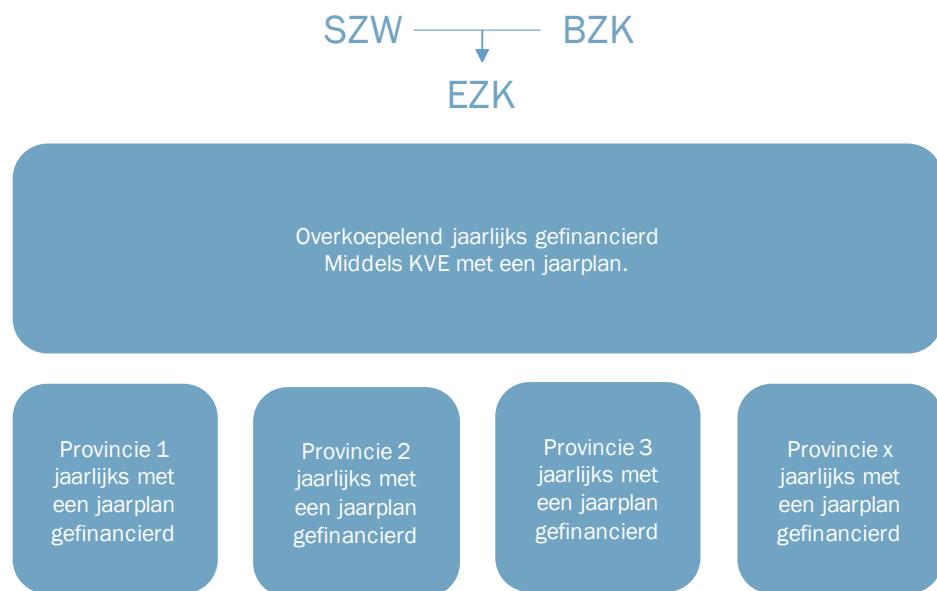 SZW BZK
EZK
Overkoepelend jaarlijks gefinancierd
Middels KVE met een jaarplan.
Provincie 1
jaarlijks met
een jaarplan
gefinancierd
Provincie 2
jaarlijks met
een jaarplan
gefinancierd
Provincie 3
jaarlijks met
een jaarplan
gefinancierd
Provincie x
jaarlijks met
een jaarplan
gefinancierd